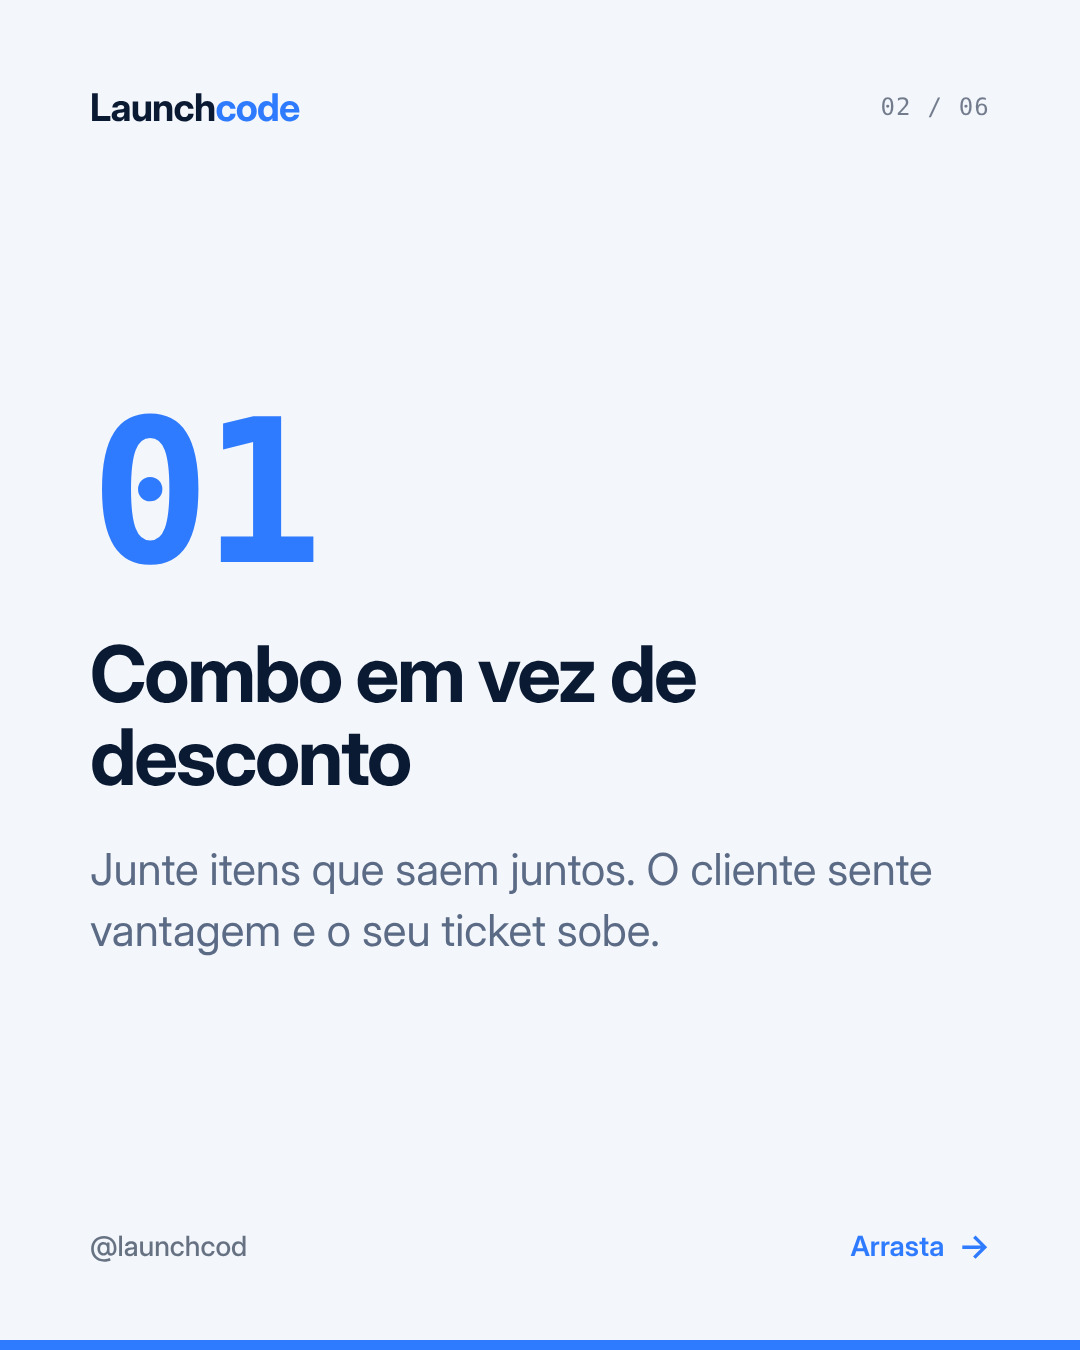 Launchcode
02 / 06
01
Combo em vez de
desconto
Junte itens que saem juntos. O cliente sente
vantagem e o seu ticket sobe.
@launchcod
Arrasta →